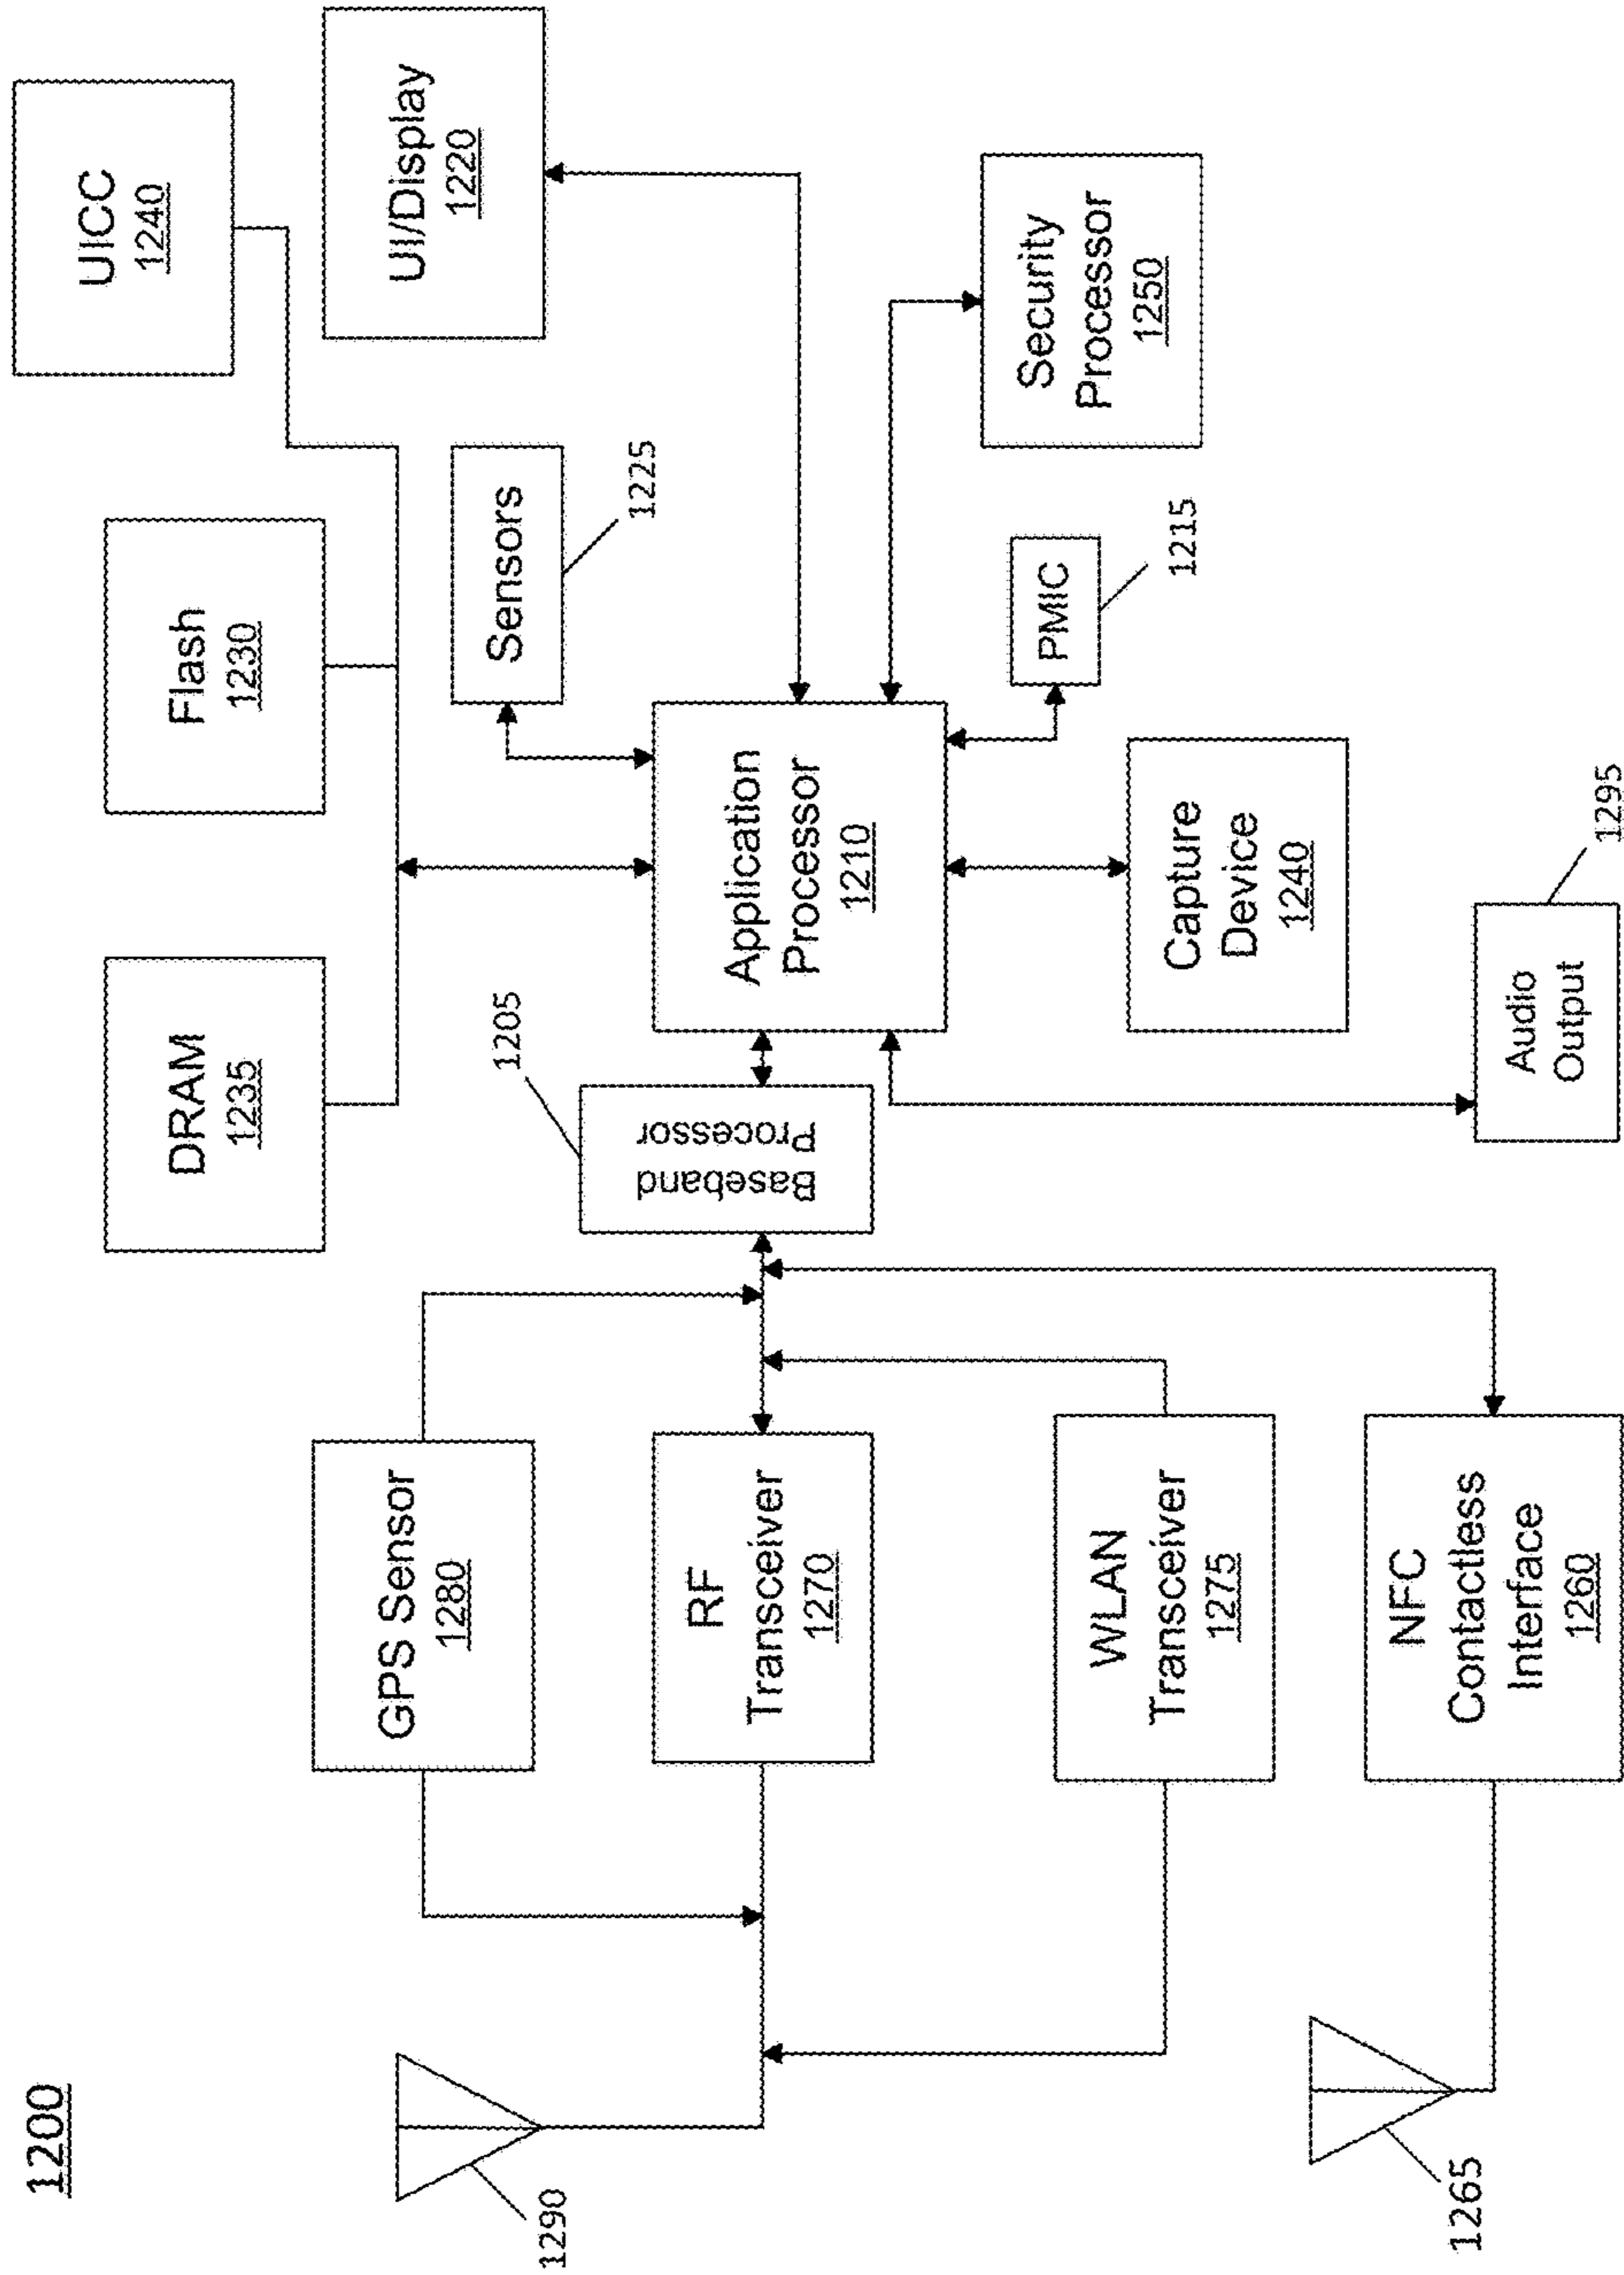 1200
UICC
1240
Flash
1230
DRAM
1235
UI/Display
1220
Sensors
1225
GPS Sensor
1280
1290
1205
Baseband
Processor
Application
Processor
1210
RF
Transceiver
1270
Security
Processor
1250
PMIC
1215
WLAN
Transceiver
1275
Capture
Device
1240
NFC
Contactless
Interface
1260
1265
Audio
Output
1295